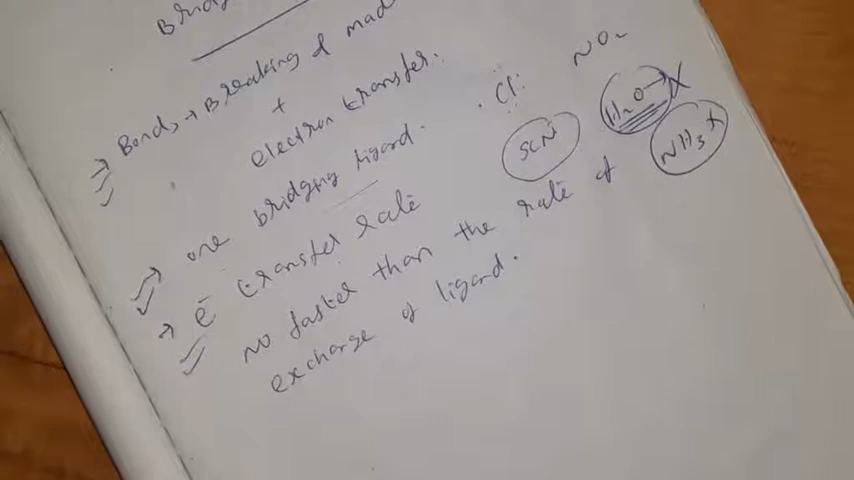 Bonds → Breaking & mad
+
electron transfer.
→ one bridging ligand.
:Cl:
NO₂
SCN
H₂O → X
NH₃ X
→ e⁻ transfer rate
no faster than the rate of
exchange of ligand.